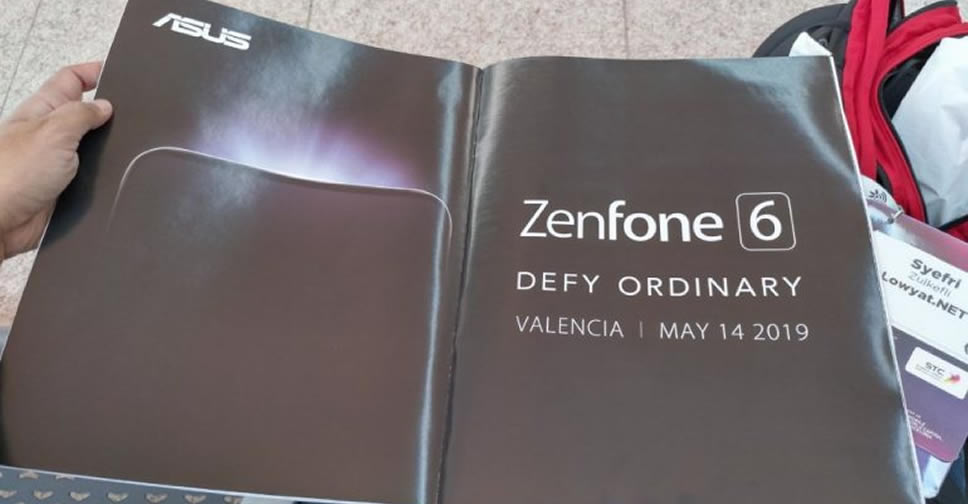 ASUS
Zenfone 6
DEFY ORDINARY
VALENCIA | MAY 14 2019
Syefri
Zulkefli
Lowyat.NET
STC